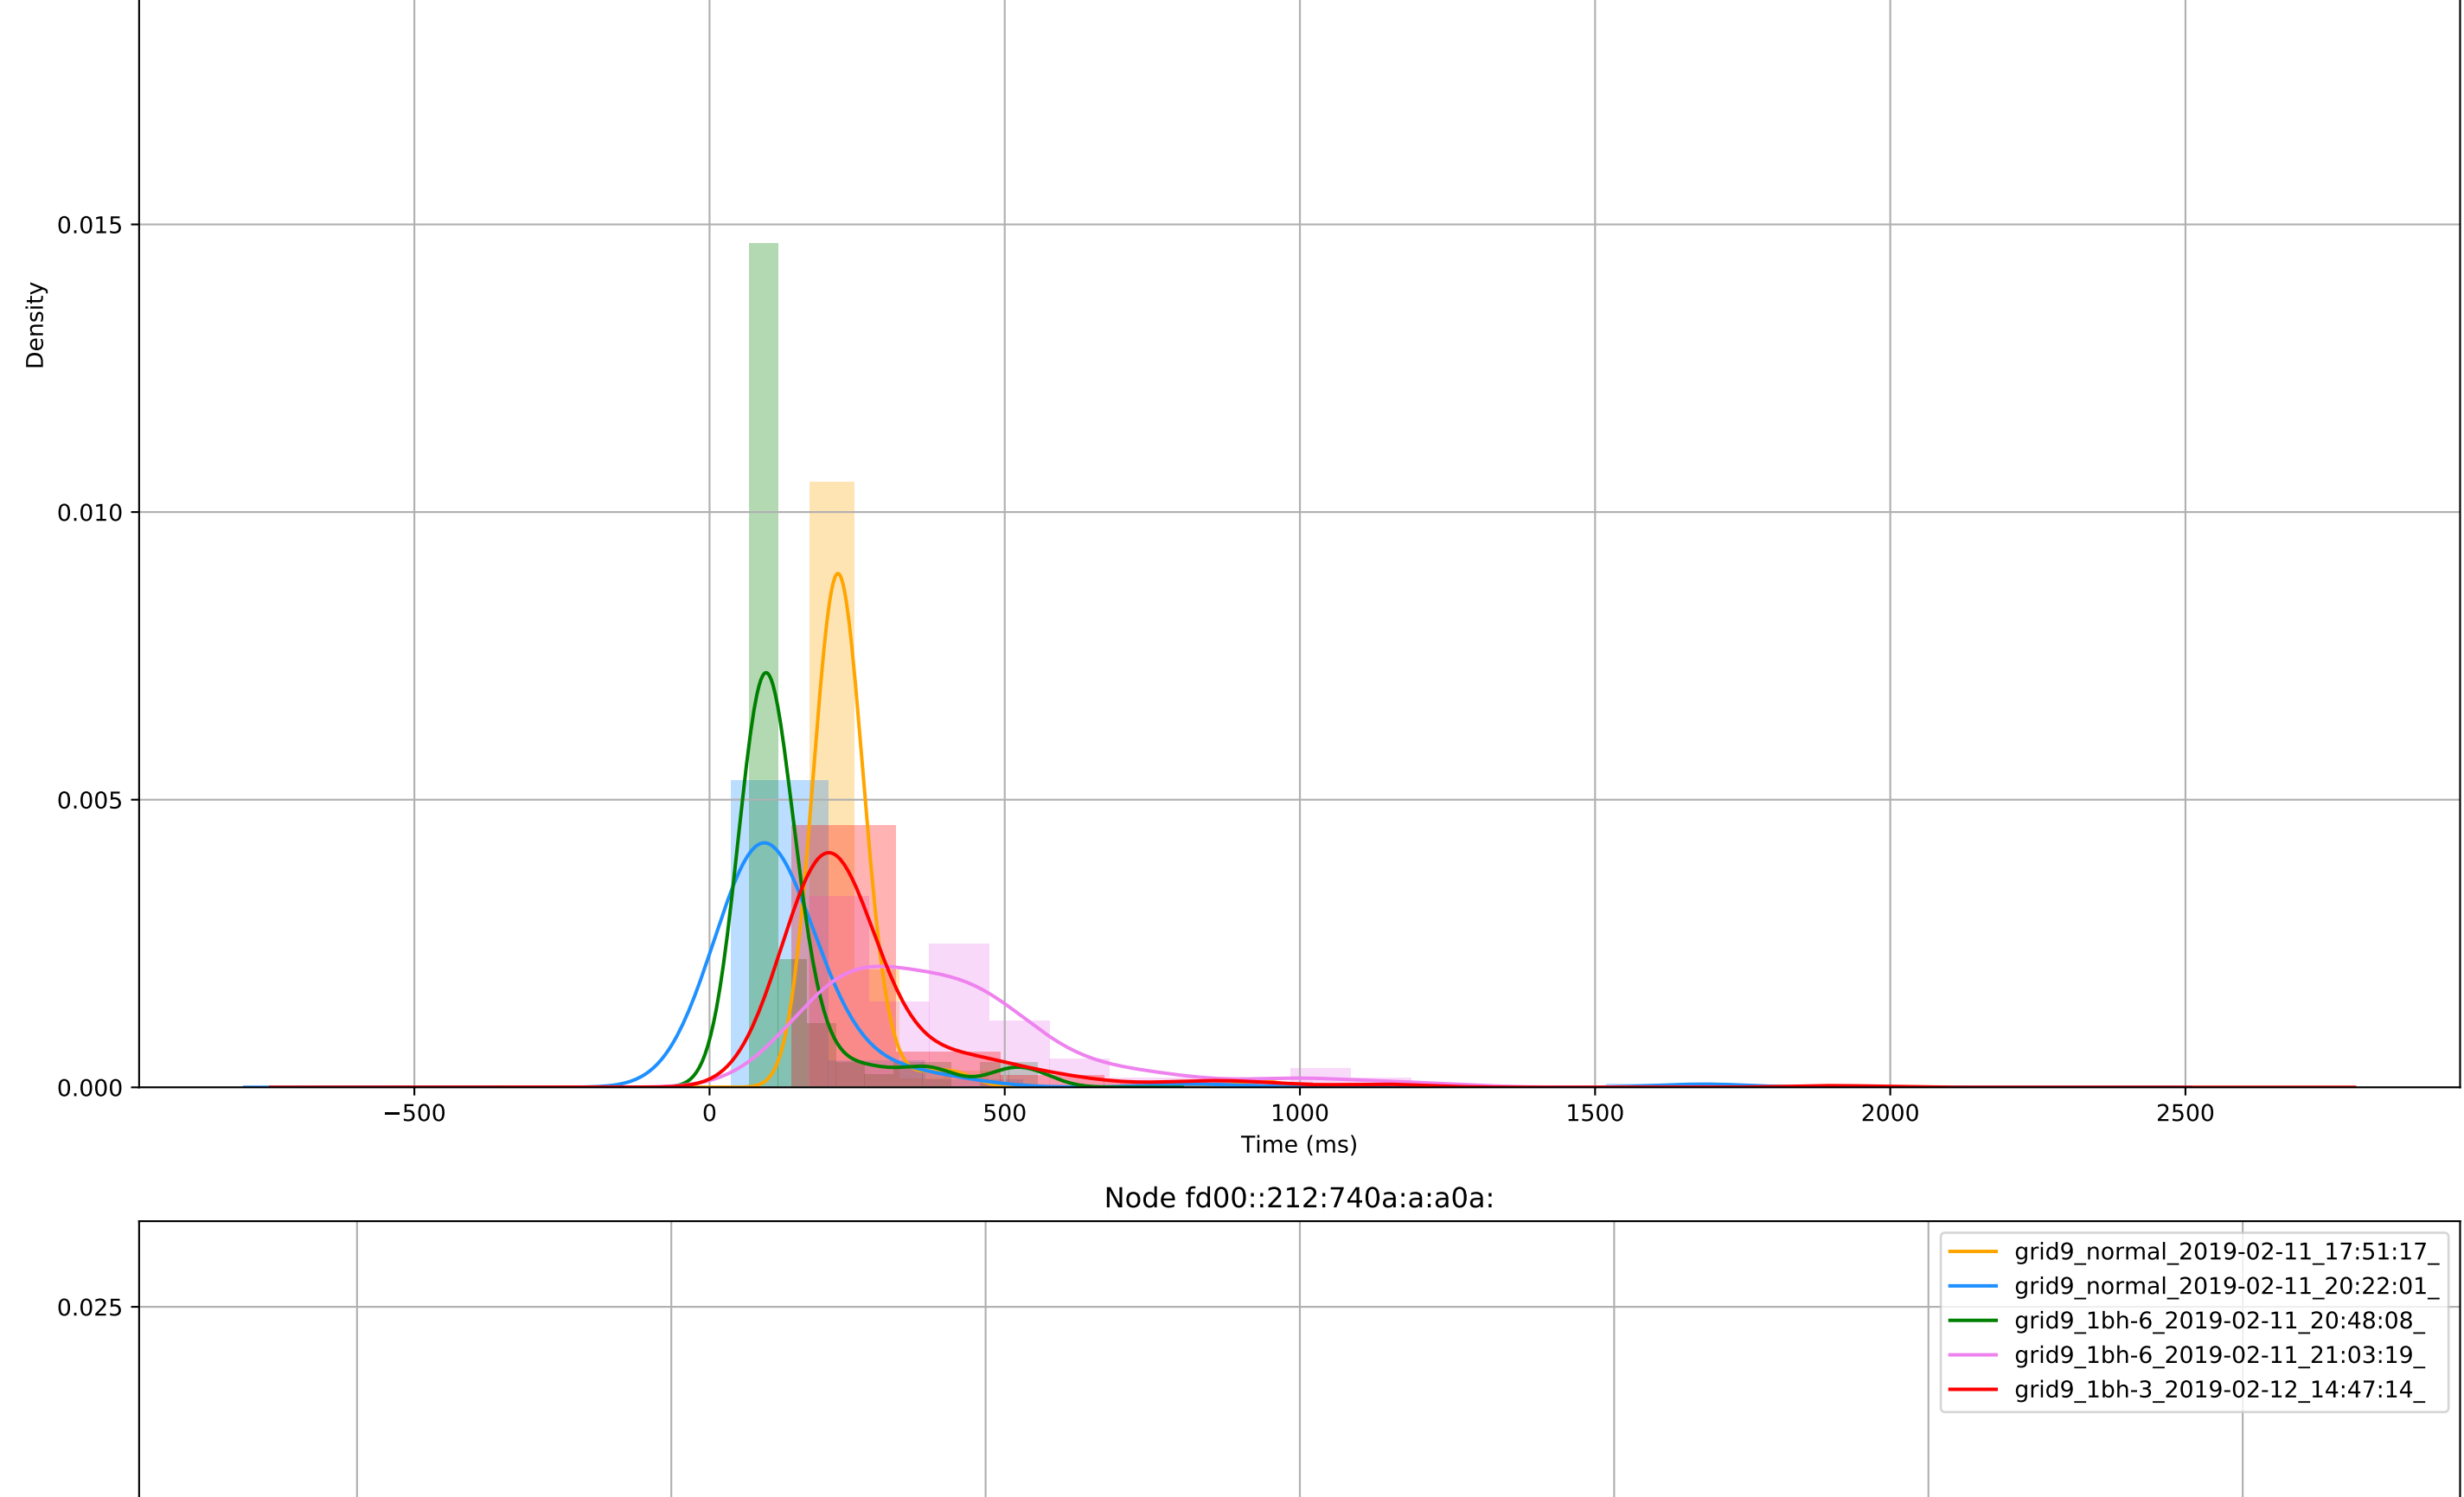 0.015
Density
0.010
0.005
0.000
−500 0 500 1000 1500 2000 2500
Time (ms)
Node fd00::212:740a:a:a0a:
0.025
grid9_normal_2019-02-11_17:51:17_
grid9_normal_2019-02-11_20:22:01_
grid9_1bh-6_2019-02-11_20:48:08_
grid9_1bh-6_2019-02-11_21:03:19_
grid9_1bh-3_2019-02-12_14:47:14_